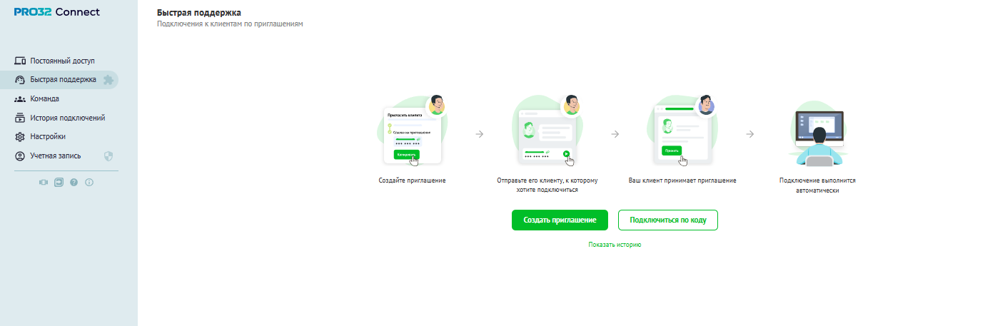 PRO32 Connect
Постоянный доступ
Быстрая поддержка
Команда
История подключений
Настройки
Учетная запись
Быстрая поддержка
Подключения к клиентам по приглашениям
Пригласить клиента
Ссылки на приглашение
Копировать
Принять
Создайте приглашение
Отправьте его клиенту, к которому
хотите подключиться
Ваш клиент принимает приглашение
Подключение выполнится
автоматически
Создать приглашение
Подключиться по коду
Показать историю